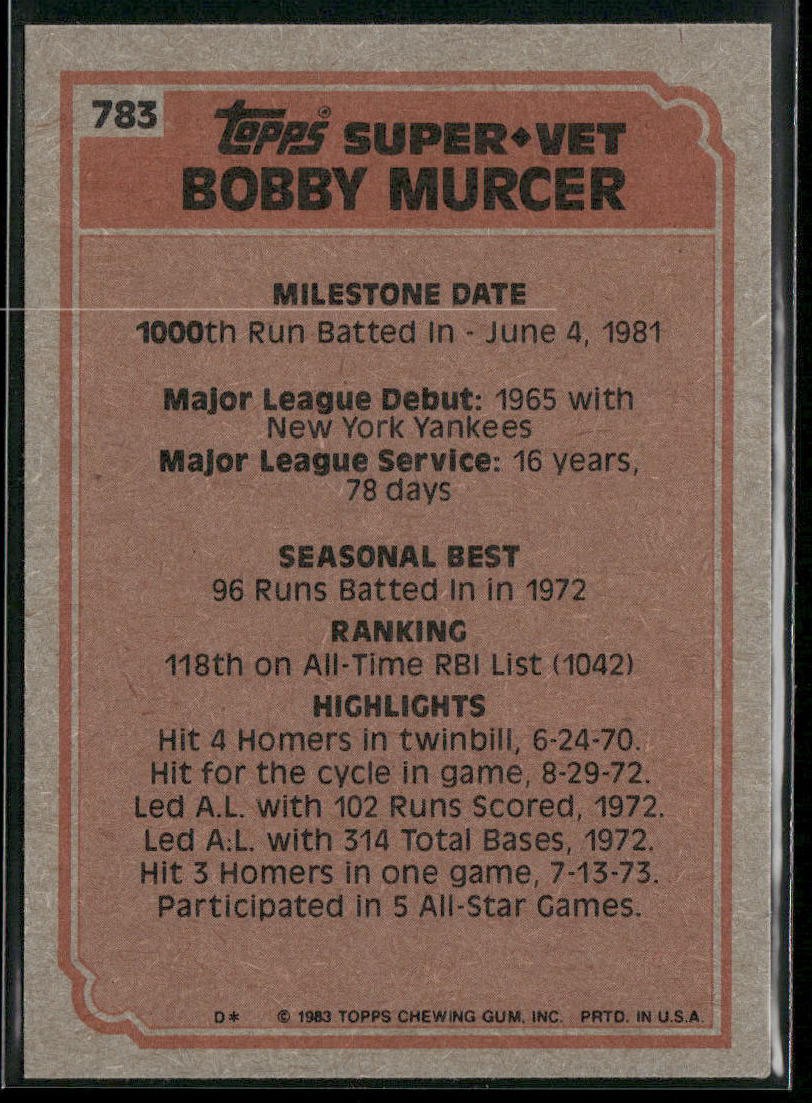 783
Topps® SUPER♦VET
BOBBY MURCER
MILESTONE DATE
1000th Run Batted In - June 4, 1981
Major League Debut: 1965 with
New York Yankees
Major League Service: 16 years,
78 days
SEASONAL BEST
96 Runs Batted In in 1972
RANKING
118th on All-Time RBI List (1042)
HIGHLIGHTS
Hit 4 Homers in twinbill, 6-24-70.
Hit for the cycle in game, 8-29-72.
Led A.L. with 102 Runs Scored, 1972.
Led A.L. with 314 Total Bases, 1972.
Hit 3 Homers in one game, 7-13-73.
Participated in 5 All-Star Games.
D* © 1983 TOPPS CHEWING GUM, INC. PRTD. IN U.S.A.